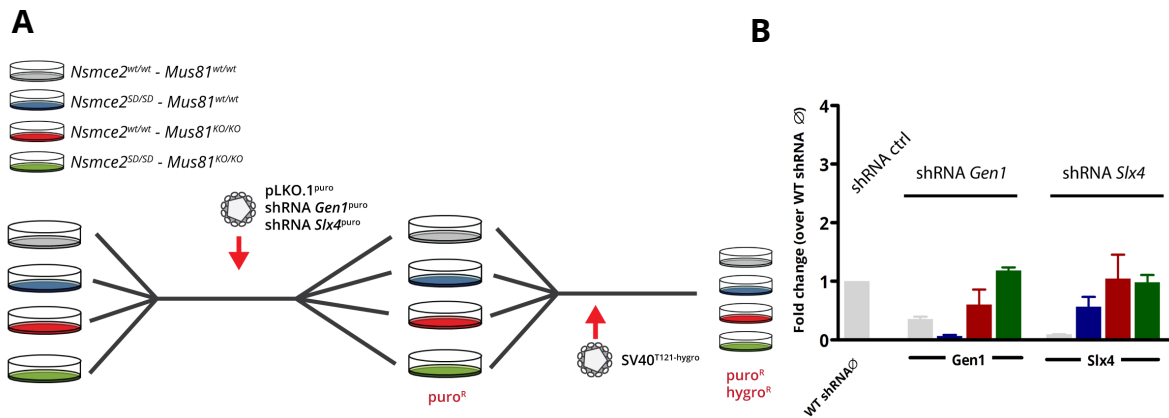 A
Nsmce2wt/wt - Mus81wt/wt
Nsmce2SD/SD - Mus81wt/wt
Nsmce2wt/wt - Mus81KO/KO
Nsmce2SD/SD - Mus81KO/KO
pLKO.1puro
shRNA Gen1puro
shRNA Slx4puro
puroR
SV40T121-hygro
puroR
hygroR
B
Fold change (over WT shRNA ∅)
4
3
2
1
0
shRNA ctrl
shRNA Gen1
shRNA Slx4
WT shRNA∅
Gen1
Slx4